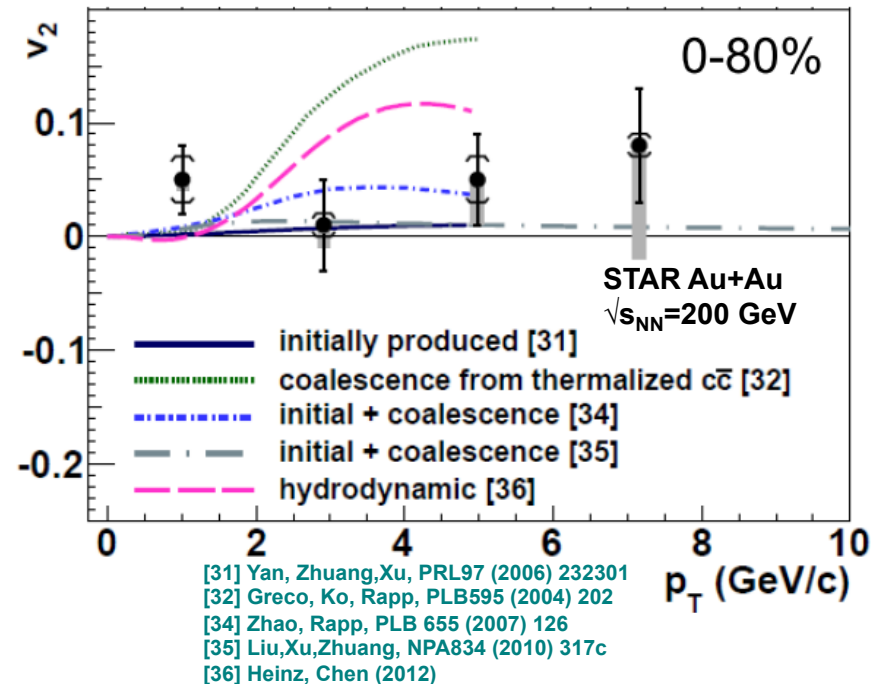 v₂
0-80%
0.1
0
-0.1
-0.2
STAR Au+Au
√sNN=200 GeV
initially produced [31]
coalescence from thermalized cc̅ [32]
initial + coalescence [34]
initial + coalescence [35]
hydrodynamic [36]
0 2 4 6 8 10
pT (GeV/c)
[31] Yan, Zhuang,Xu, PRL97 (2006) 232301
[32] Greco, Ko, Rapp, PLB595 (2004) 202
[34] Zhao, Rapp, PLB 655 (2007) 126
[35] Liu,Xu,Zhuang, NPA834 (2010) 317c
[36] Heinz, Chen (2012)